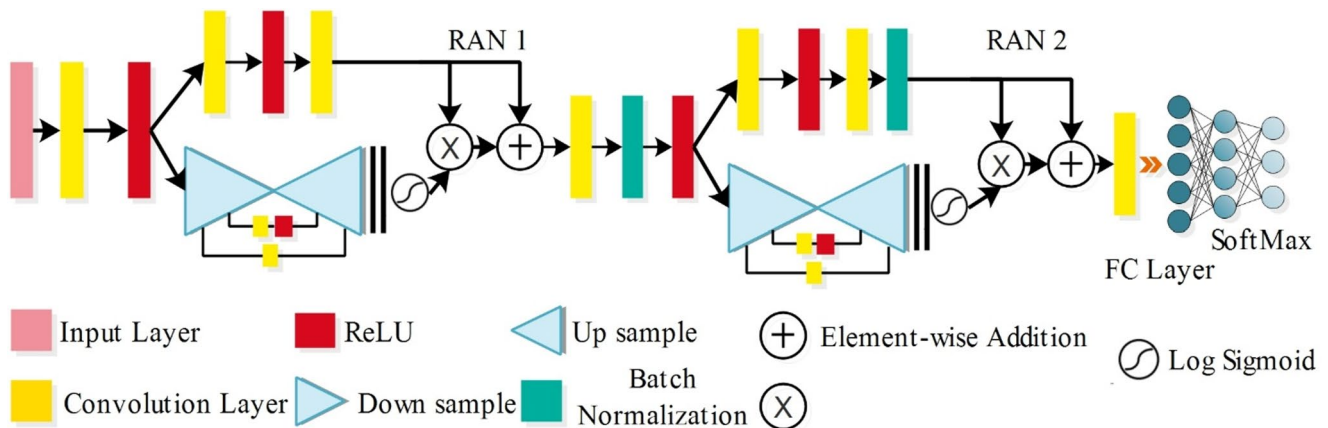 RAN 1
RAN 2
X
+
X
+
SoftMax
FC Layer
Input Layer
ReLU
Up sample
+
Element-wise Addition
Log Sigmoid
Convolution Layer
Down sample
Batch
Normalization
X